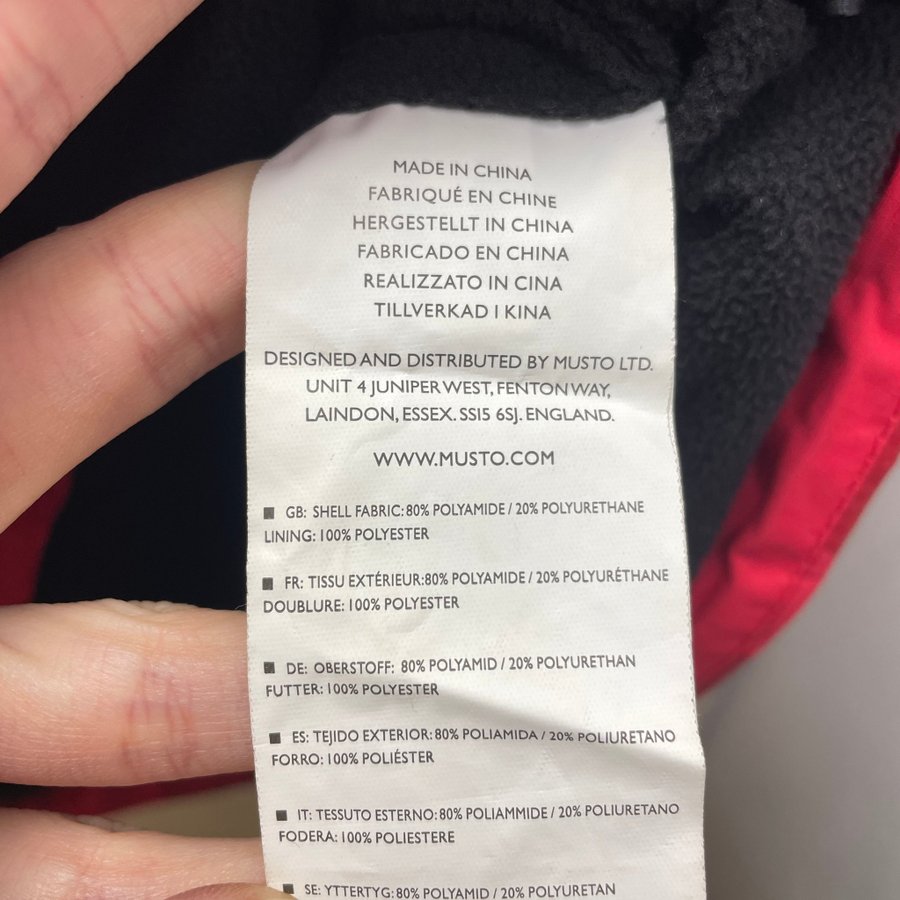 MADE IN CHINA
FABRIQUÉ EN CHINE
HERGESTELLT IN CHINA
FABRICADO EN CHINA
REALIZZATO IN CINA
TILLVERKAD I KINA
DESIGNED AND DISTRIBUTED BY MUSTO LTD.
UNIT 4 JUNIPER WEST, FENTON WAY,
LAINDON, ESSEX. SS15 6SJ. ENGLAND.
WWW.MUSTO.COM
■ GB: SHELL FABRIC: 80% POLYAMIDE / 20% POLYURETHANE
LINING: 100% POLYESTER
■ FR: TISSU EXTÉRIEUR:80% POLYAMIDE / 20% POLYURÉTHANE
DOUBLURE: 100% POLYESTER
■ DE: OBERSTOFF: 80% POLYAMID / 20% POLYURETHAN
FUTTER: 100% POLYESTER
■ ES: TEJIDO EXTERIOR: 80% POLIAMIDA / 20% POLIURETANO
FORRO: 100% POLIÉSTER
■ IT: TESSUTO ESTERNO: 80% POLIAMMIDE / 20% POLIURETANO
FODERA: 100% POLIESTERE
■ SE: YTTERTYG: 80% POLYAMID / 20% POLYURETAN